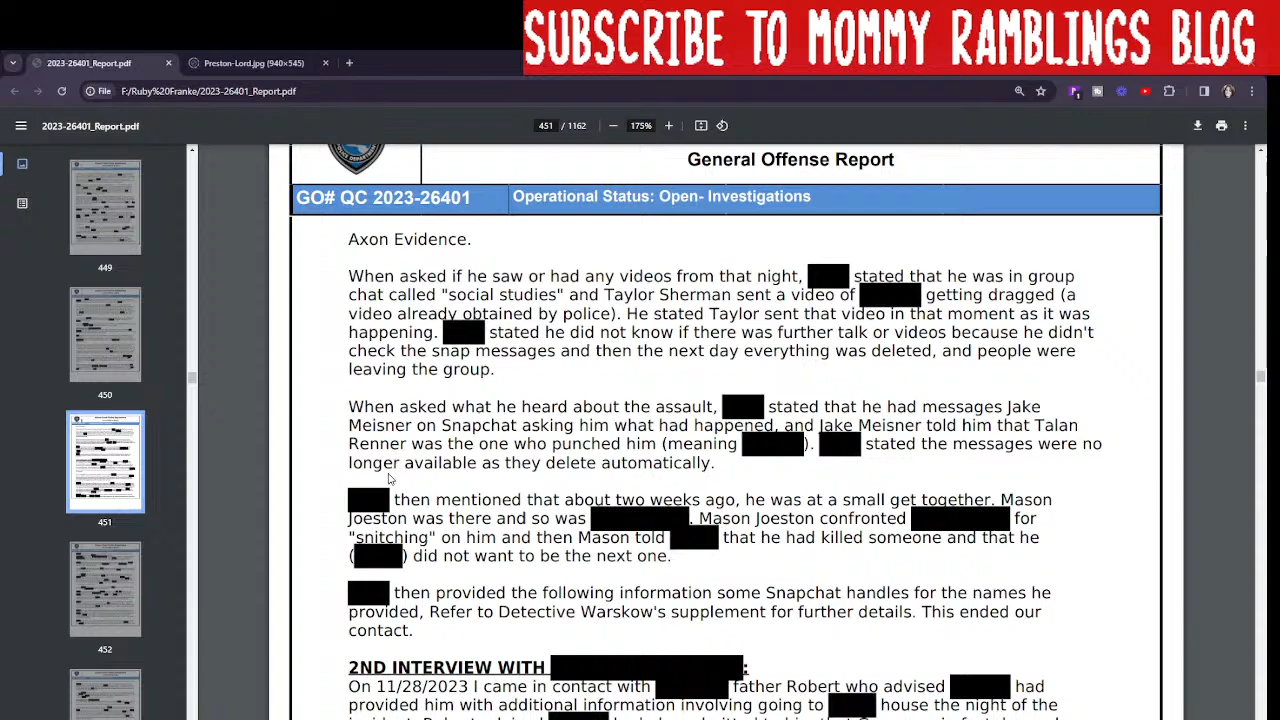 SUBSCRIBE TO MOMMY RAMBLINGS BLOG
2023-26401_Report.pdf
Preston-Lord.jpg (940×545)
File F:/Ruby%20Franke/2023-26401_Report.pdf
2023-26401_Report.pdf
451 / 1162
175%
449
450
451
452
General Offense Report
GO# QC 2023-26401
Operational Status: Open- Investigations
Axon Evidence.
When asked if he saw or had any videos from that night, stated that he was in group
chat called "social studies" and Taylor Sherman sent a video of getting dragged (a
video already obtained by police). He stated Taylor sent that video in that moment as it was
happening. stated he did not know if there was further talk or videos because he didn't
check the snap messages and then the next day everything was deleted, and people were
leaving the group.
When asked what he heard about the assault, stated that he had messages Jake
Meisner on Snapchat asking him what had happened, and Jake Meisner told him that Talan
Renner was the one who punched him (meaning ). stated the messages were no
longer available as they delete automatically.
then mentioned that about two weeks ago, he was at a small get together. Mason
Joeston was there and so was . Mason Joeston confronted for
"snitching" on him and then Mason told that he had killed someone and that he
( ) did not want to be the next one.
then provided the following information some Snapchat handles for the names he
provided, Refer to Detective Warskow's supplement for further details. This ended our
contact.
2ND INTERVIEW WITH :
On 11/28/2023 I came in contact with father Robert who advised had
provided him with additional information involving going to house the night of the